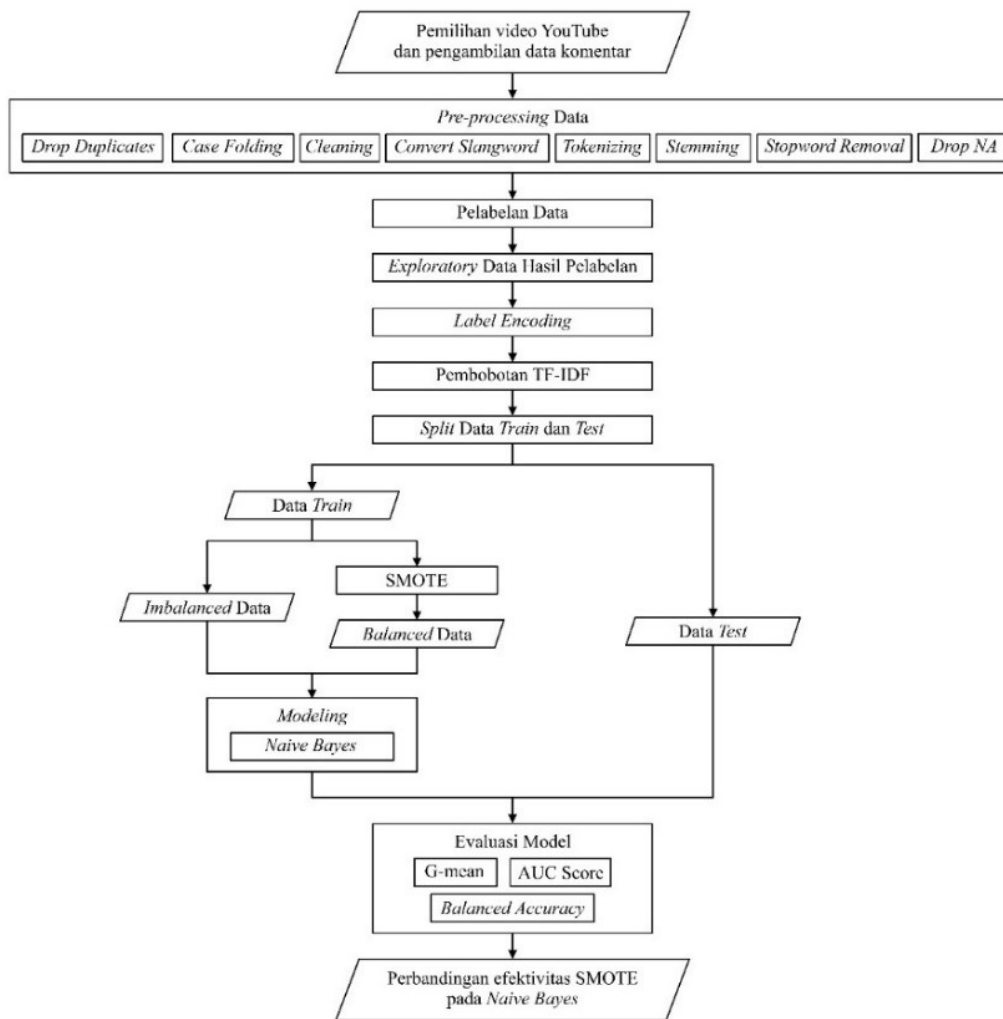 Pemilihan video YouTube
dan pengambilan data komentar
Pre-processing Data
Drop Duplicates
Case Folding
Cleaning
Convert Slangword
Tokenizing
Stemming
Stopword Removal
Drop NA
Pelabelan Data
Exploratory Data Hasil Pelabelan
Label Encoding
Pembobotan TF-IDF
Split Data Train dan Test
Data Train
SMOTE
Imbalanced Data
Balanced Data
Data Test
Modeling
Naive Bayes
Evaluasi Model
G-mean
AUC Score
Balanced Accuracy
Perbandingan efektivitas SMOTE
pada Naive Bayes